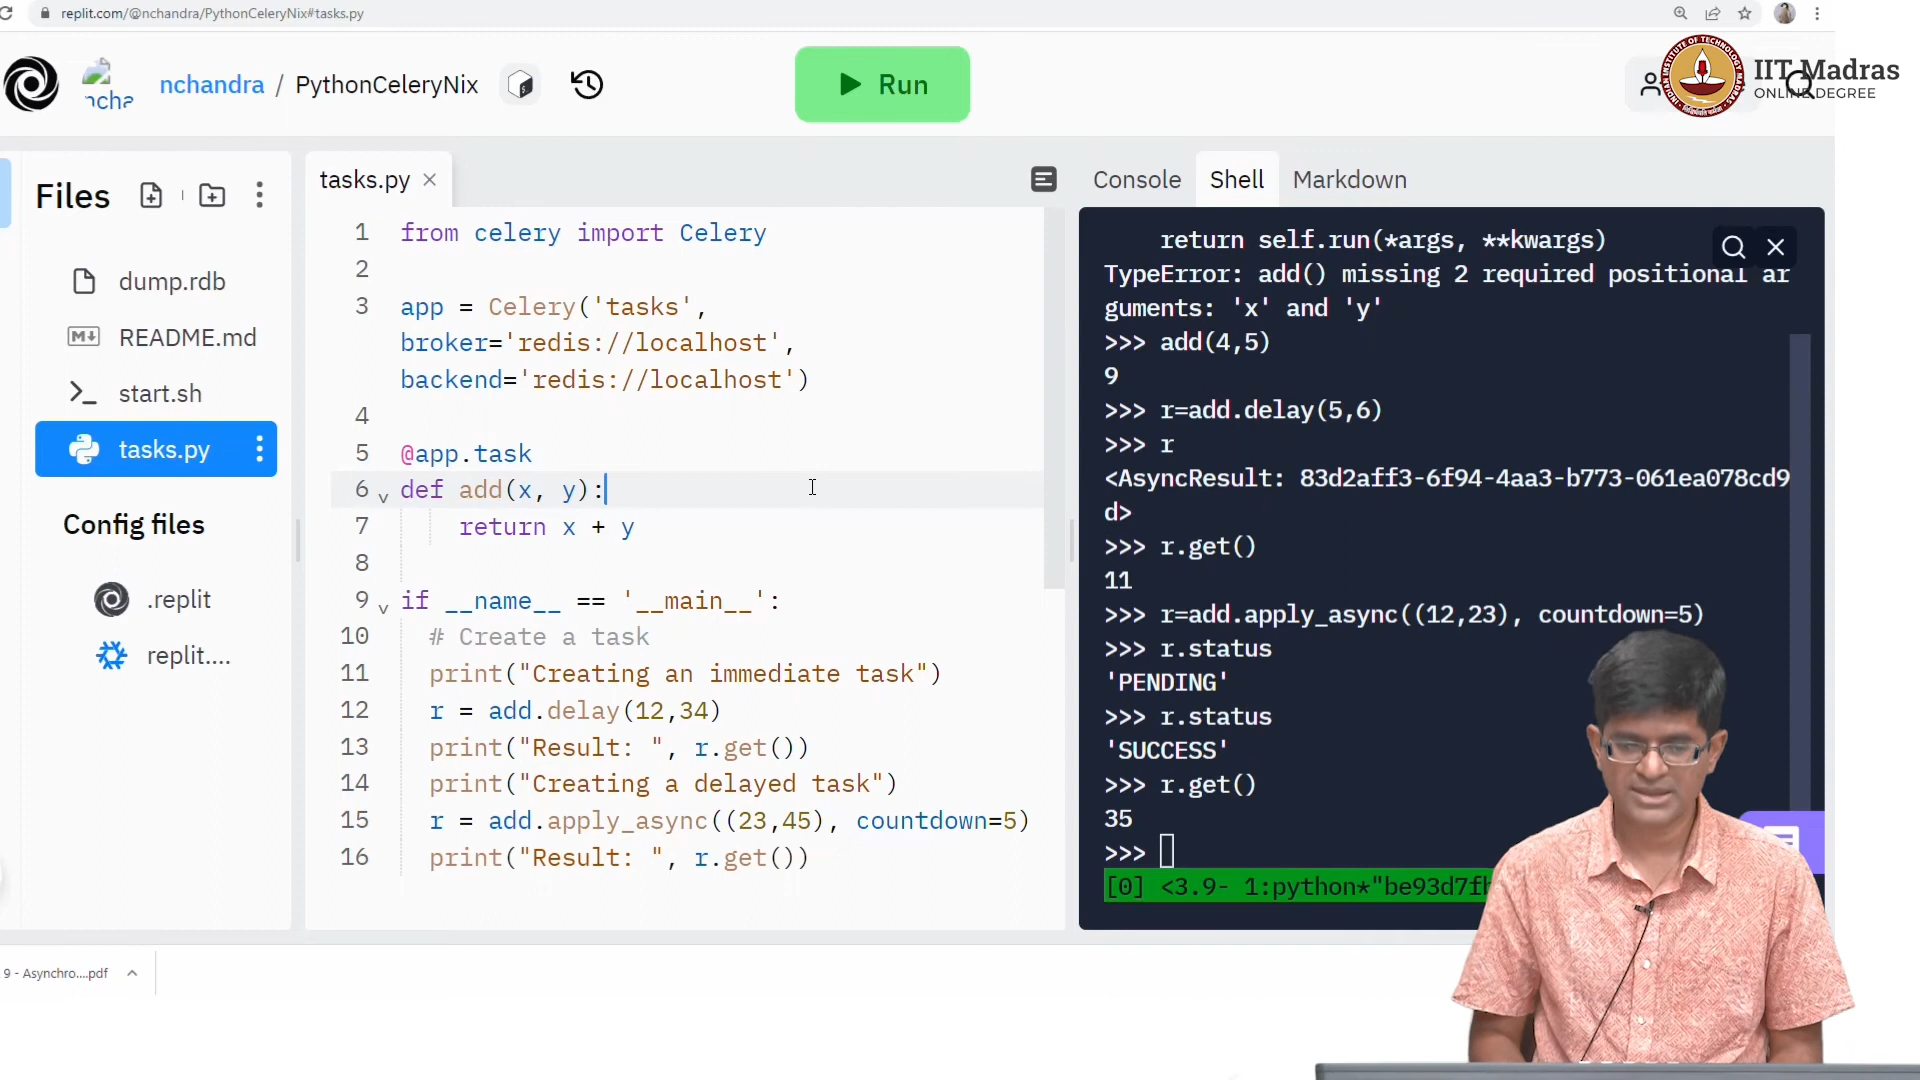 replit.com/@nchandra/PythonCeleryNix#tasks.py
ncha
nchandra / PythonCeleryNix
Run
IIT Madras
ONLINE DEGREE
Files
dump.rdb
README.md
start.sh
tasks.py
Config files
.replit
replit....
tasks.py
1 from celery import Celery
2
3 app = Celery('tasks',
broker='redis://localhost',
backend='redis://localhost')
4
5 @app.task
6 def add(x, y):
7 return x + y
8
9 if __name__ == '__main__':
10 # Create a task
11 print("Creating an immediate task")
12 r = add.delay(12,34)
13 print("Result: ", r.get())
14 print("Creating a delayed task")
15 r = add.apply_async((23,45), countdown=5)
16 print("Result: ", r.get())
Console Shell Markdown
return self.run(*args, **kwargs)
TypeError: add() missing 2 required positional ar
guments: 'x' and 'y'
>>> add(4,5)
9
>>> r=add.delay(5,6)
>>> r
<AsyncResult: 83d2aff3-6f94-4aa3-b773-061ea078cd9
d>
>>> r.get()
11
>>> r=add.apply_async((12,23), countdown=5)
>>> r.status
'PENDING'
>>> r.status
'SUCCESS'
>>> r.get()
35
>>>
[0] <3.9- 1:python*"be93d7f
9 - Asynchro....pdf